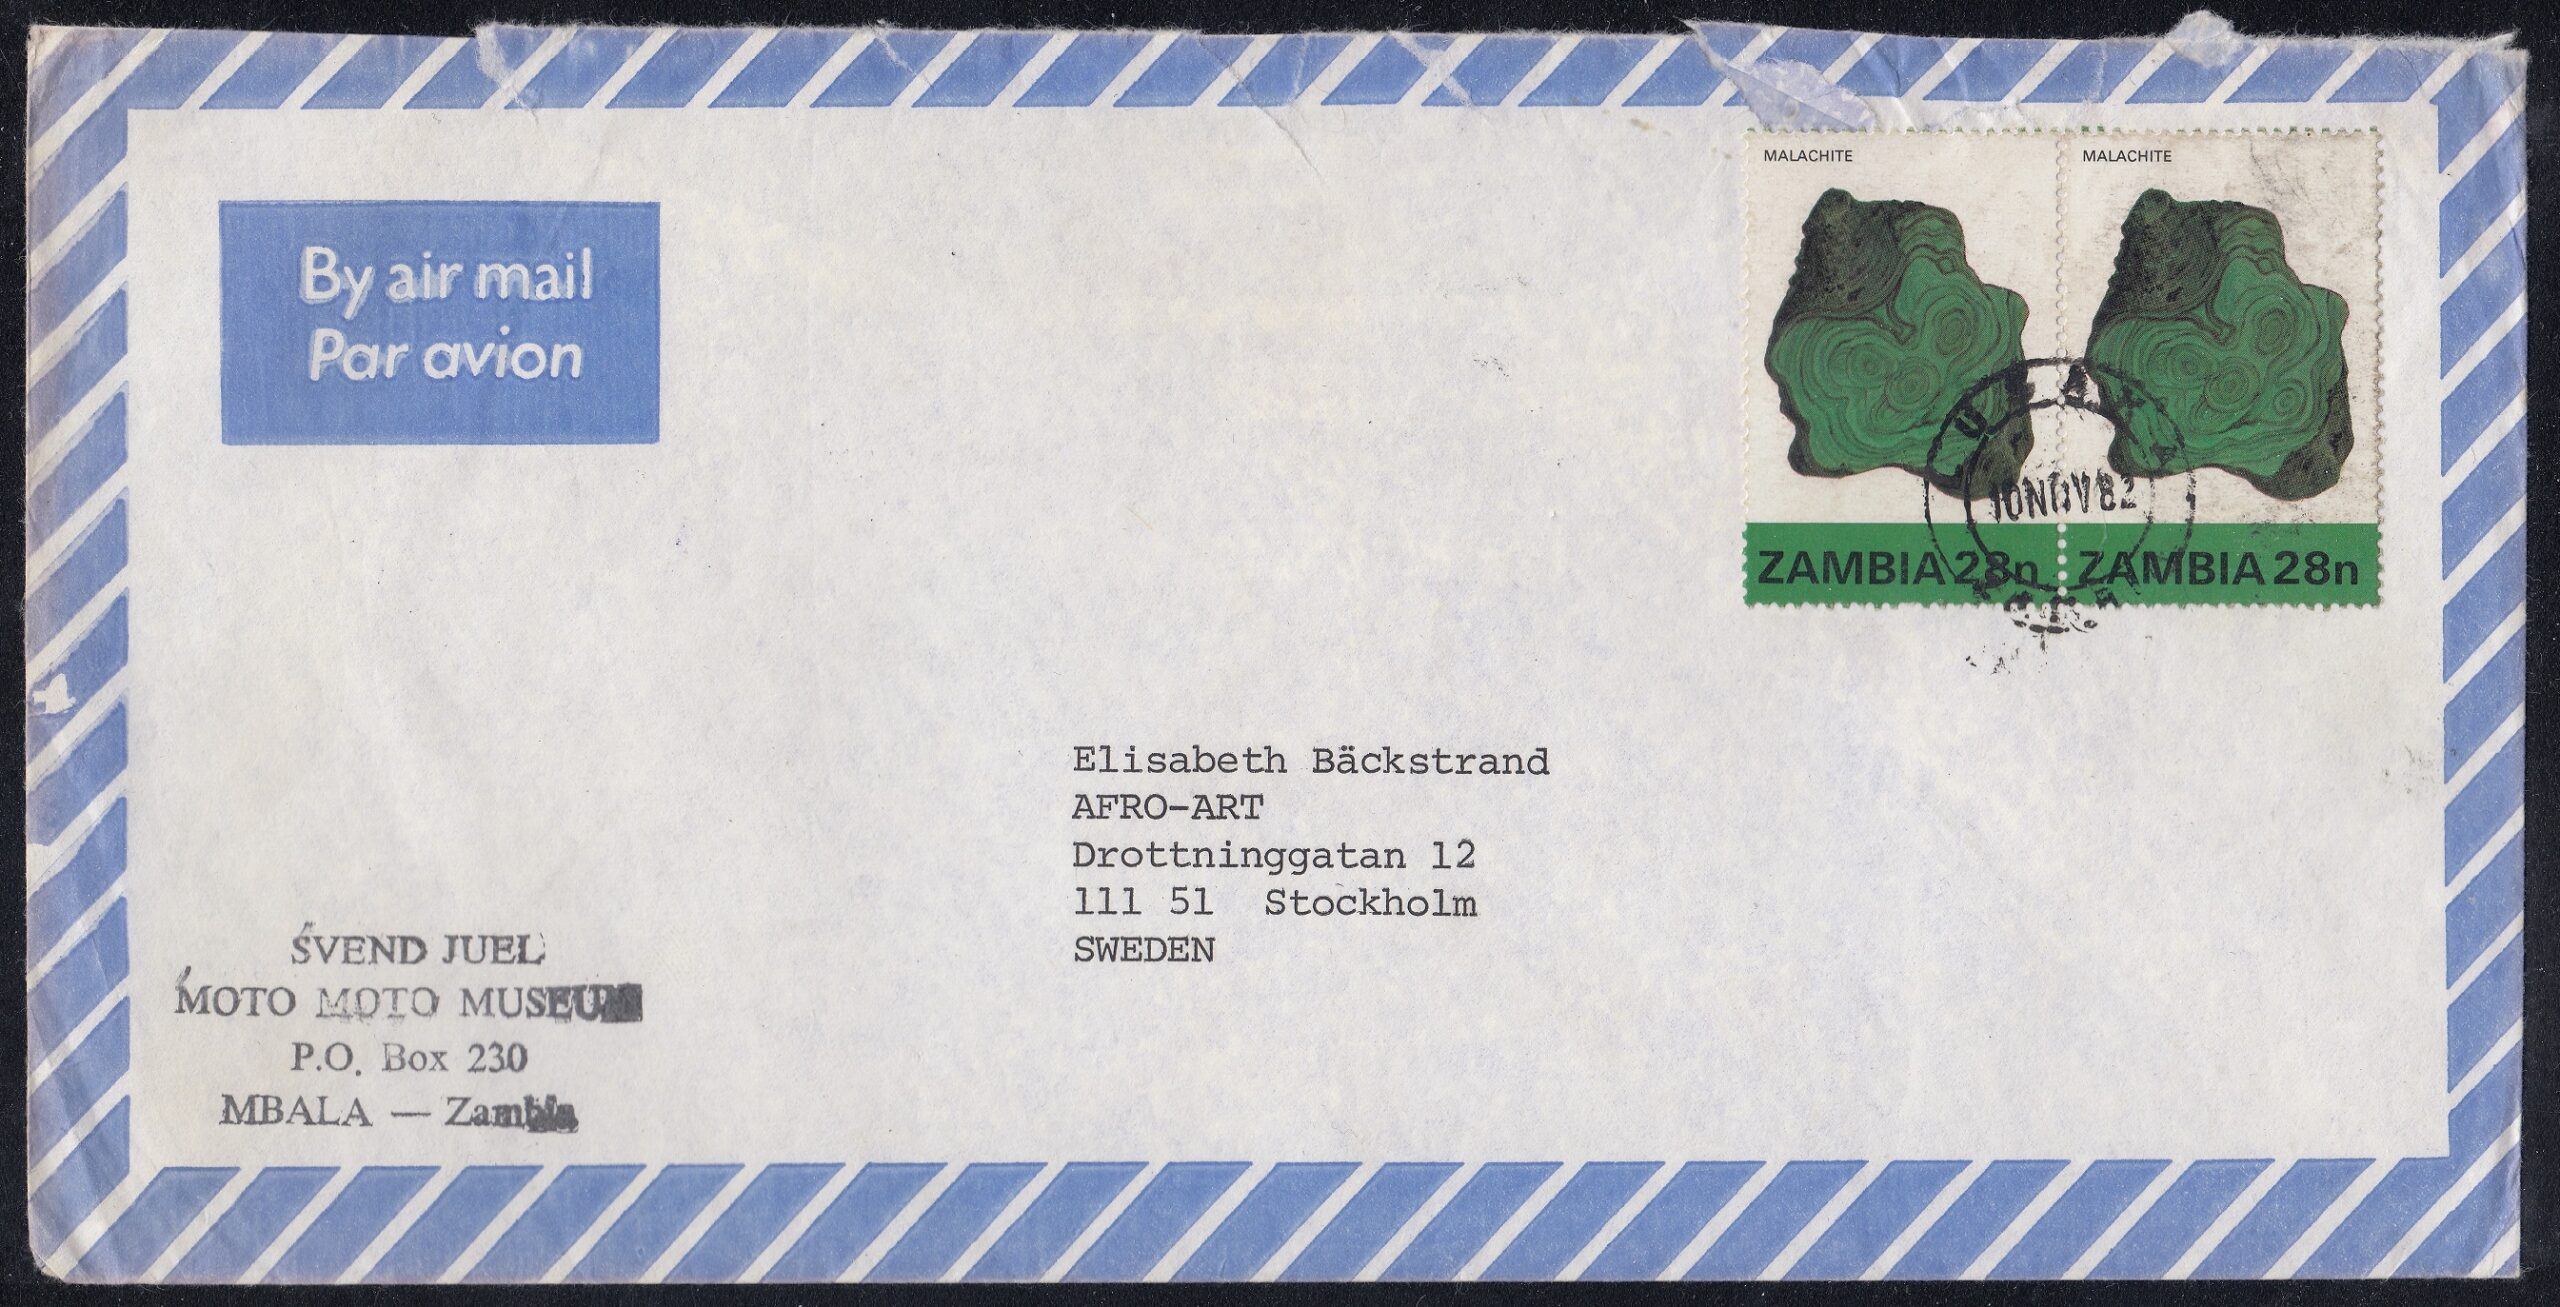 By air mail
Par avion
MALACHITE
MALACHITE
10 NOV 82
ZAMBIA 28n
ZAMBIA 28n
Elisabeth Bäckstrand
AFRO-ART
Drottninggatan 12
111 51 Stockholm
SWEDEN
SVEND JUEL
MOTO MOTO MUSEUM
P.O. Box 230
MBALA — Zambia